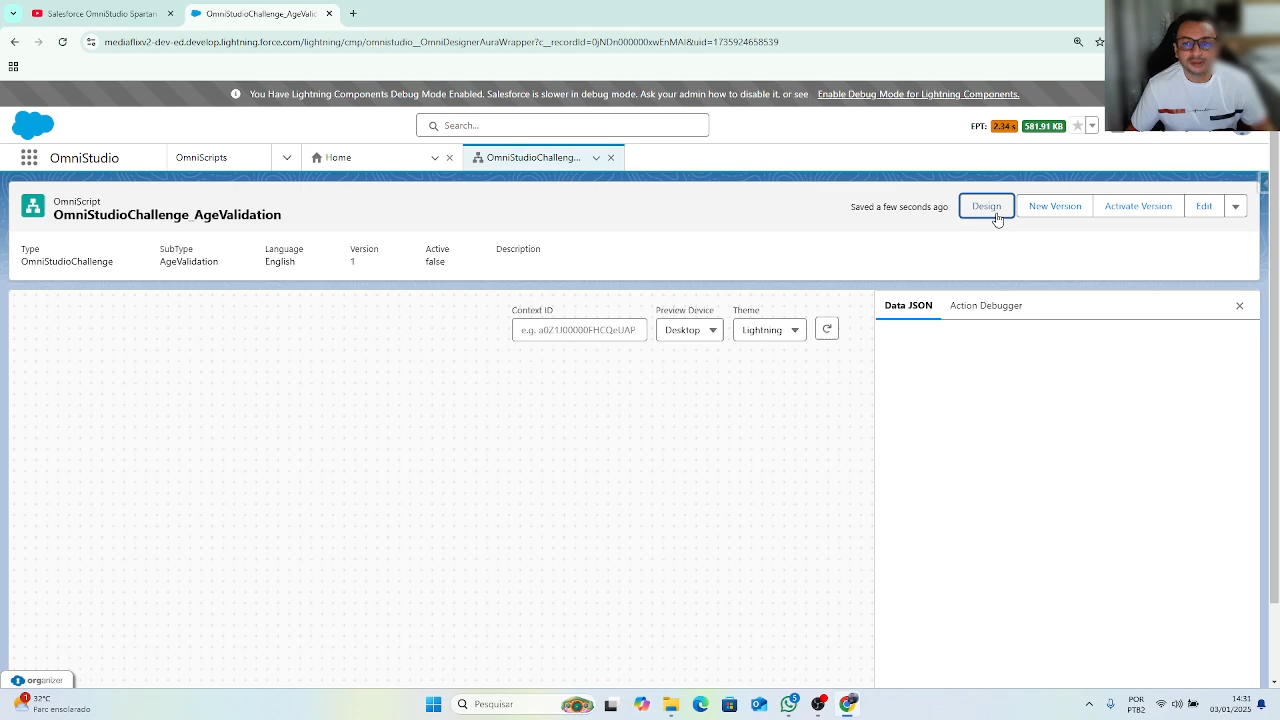 Salesforce OmniStudio Spartan
OmniStudioChallenge_AgeValic
mediaflxv2-dev-ed.develop.lightning.force.com/lightning/cmp/omnistudio__OmniDesignerAuraWrapper?c__recordId=0jNDn000000xwEnMAI&uid=1735924658539
You Have Lightning Components Debug Mode Enabled. Salesforce is slower in debug mode. Ask your admin how to disable it, or see Enable Debug Mode for Lightning Components.
Search...
EPT: 2.34 s 581.91 KB
OmniStudio
OmniScripts
Home
OmniStudioChalleng...
OmniScript
OmniStudioChallenge_AgeValidation
Saved a few seconds ago
Design
New Version
Activate Version
Edit
Type SubType Language Version Active Description
OmniStudioChallenge AgeValidation English 1 false
Context ID Preview Device Theme
e.g. a0Z1J00000FHCQeUAP Desktop Lightning
Data JSON Action Debugger
organizer
1
32°C
Parc ensolarado
Pesquisar
5
POR
PTB2
14:31
03/01/2025